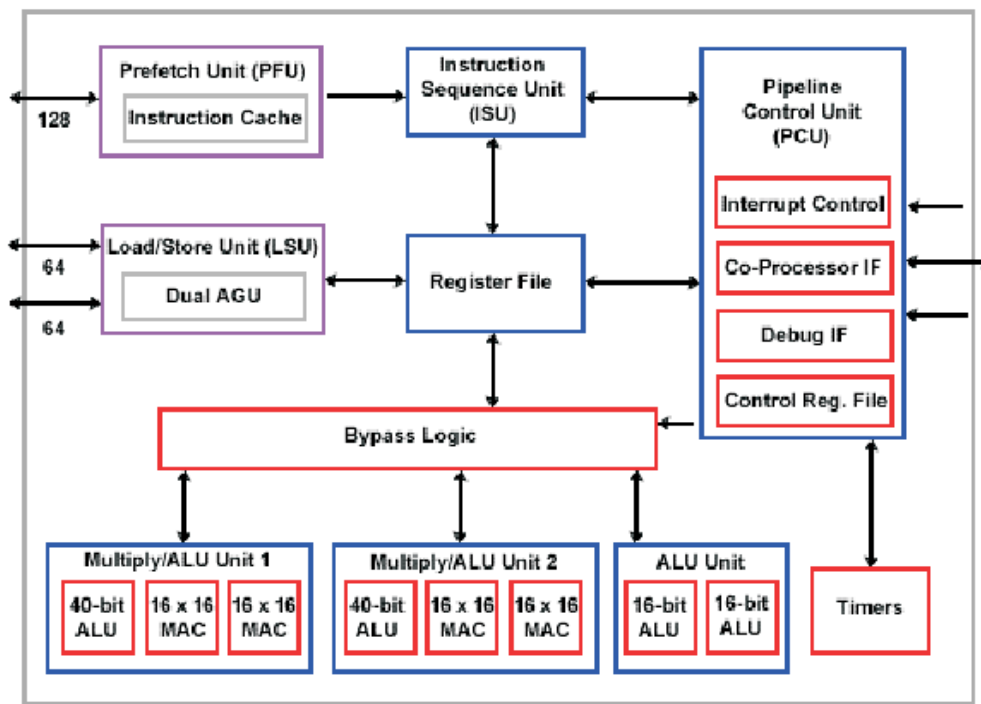 Prefetch Unit (PFU)
Instruction Cache
128
Instruction
Sequence Unit
(ISU)
Pipeline
Control Unit
(PCU)
Interrupt Control
Co-Processor IF
Debug IF
Control Reg. File
Load/Store Unit (LSU)
Dual AGU
64
64
Register File
Bypass Logic
Multiply/ALU Unit 1
40-bit
ALU
16 x 16
MAC
16 x 16
MAC
Multiply/ALU Unit 2
40-bit
ALU
16 x 16
MAC
16 x 16
MAC
ALU Unit
16-bit
ALU
16-bit
ALU
Timers